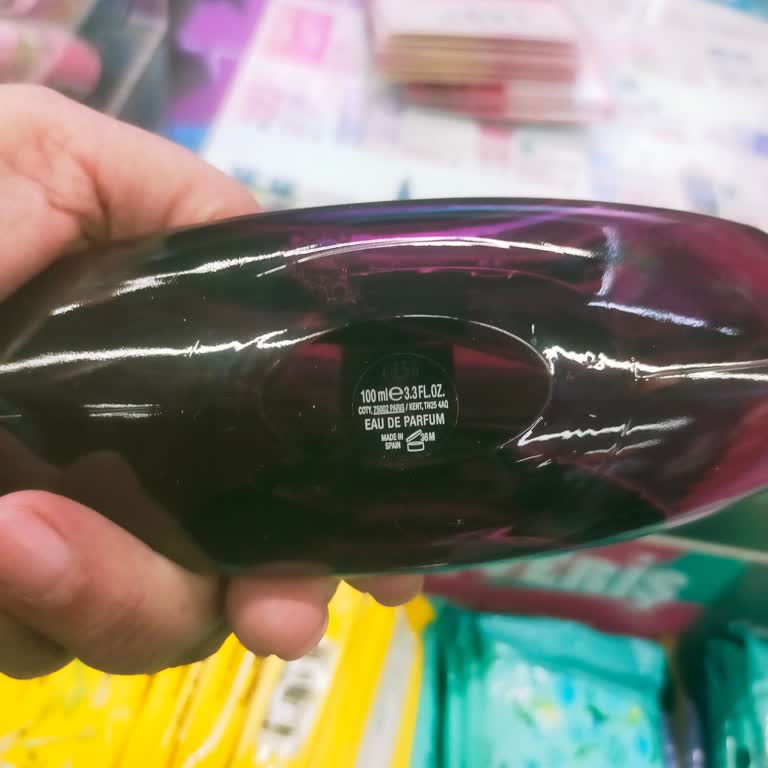 100 ml e 3.3 FL.OZ.
COTY, 75002 PARIS / KENT, TN25 4AQ
EAU DE PARFUM
MADE IN
SPAIN
36M